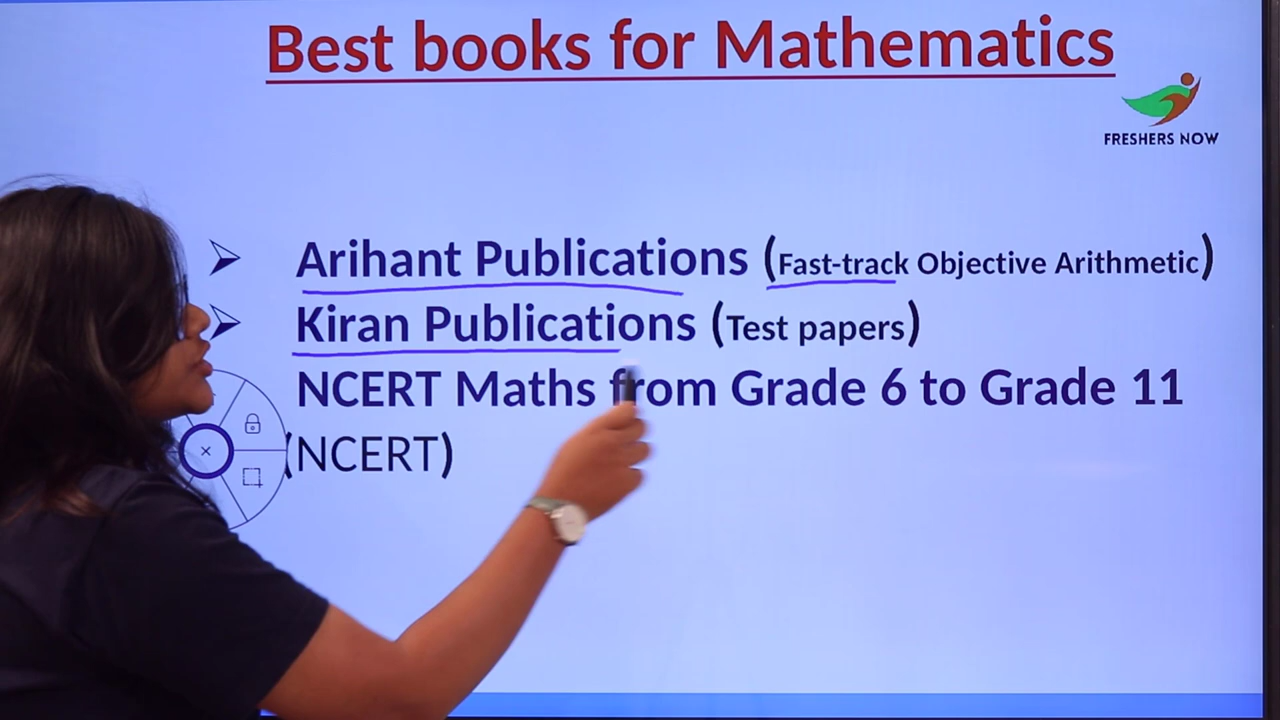 Best books for Mathematics
FRESHERS NOW
Arihant Publications (Fast-track Objective Arithmetic)
Kiran Publications (Test papers)
NCERT Maths from Grade 6 to Grade 11
(NCERT)